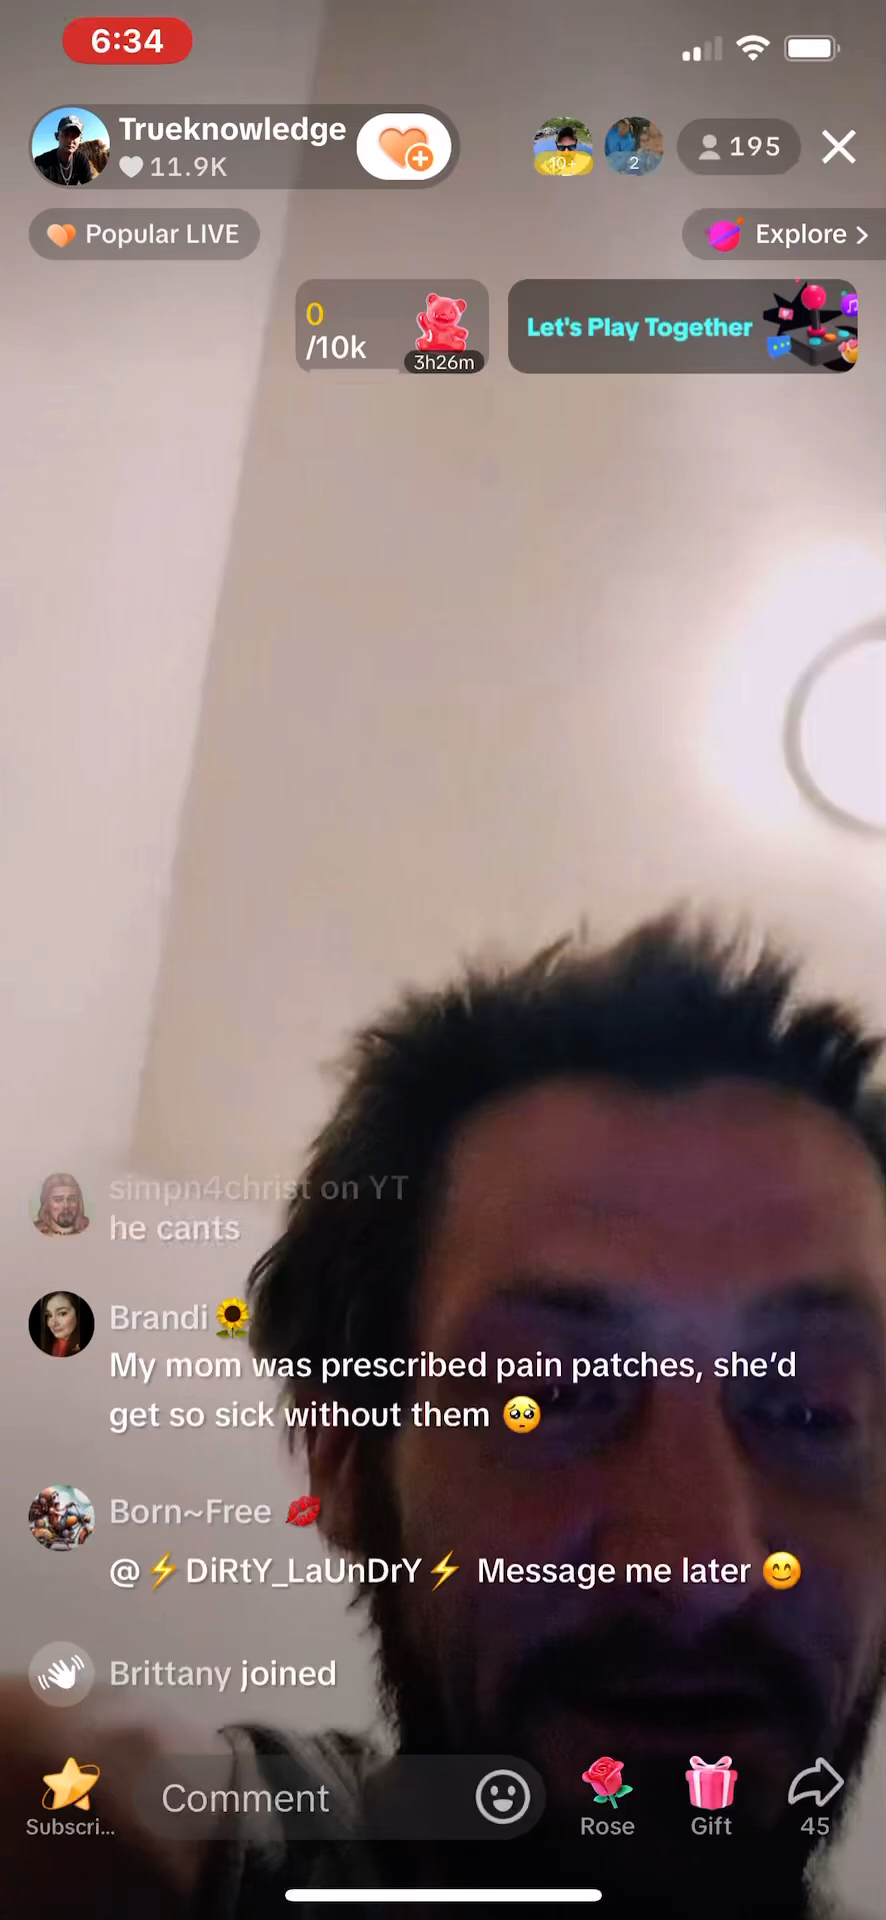 6:34
Trueknowledge
11.9K
10+
2
195
Popular LIVE
Explore >
0
/10k
3h26m
Let's Play Together
simpn4christ on YT
he cants
Brandi🌻
My mom was prescribed pain patches, she’d
get so sick without them 🥺
Born~Free 💋
@⚡DiRtY_LaUnDrY⚡ Message me later 😊
Brittany joined
Subscri...
Comment
Rose
Gift
45